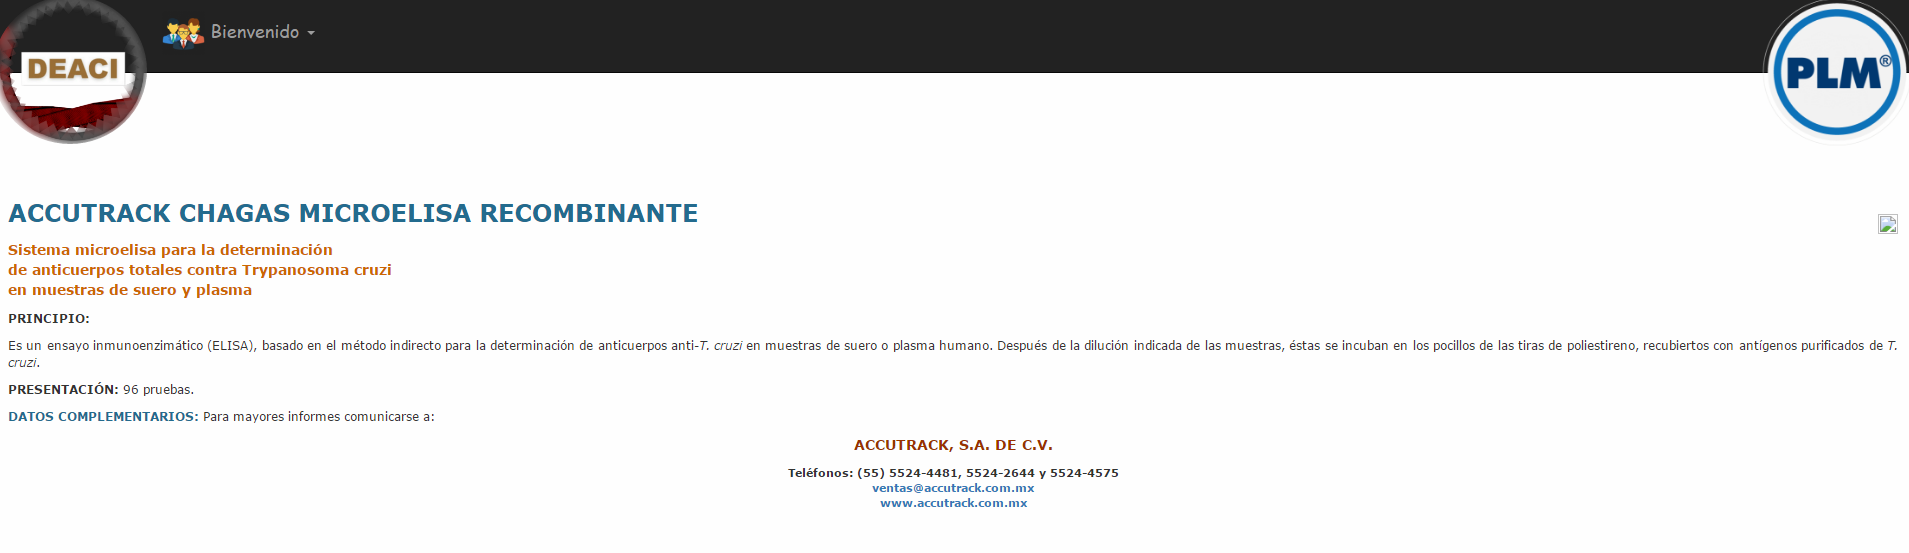 Bienvenido
DEACI
PLM®
ACCUTRACK CHAGAS MICROELISA RECOMBINANTE
Sistema microelisa para la determinación
de anticuerpos totales contra Trypanosoma cruzi
en muestras de suero y plasma
PRINCIPIO:
Es un ensayo inmunoenzimático (ELISA), basado en el método indirecto para la determinación de anticuerpos anti-T. cruzi en muestras de suero o plasma humano. Después de la dilución indicada de las muestras, éstas se incuban en los pocillos de las tiras de poliestireno, recubiertos con antígenos purificados de T.
cruzi.
PRESENTACIÓN: 96 pruebas.
DATOS COMPLEMENTARIOS: Para mayores informes comunicarse a:
ACCUTRACK, S.A. DE C.V.
Teléfonos: (55) 5524-4481, 5524-2644 y 5524-4575
ventas@accutrack.com.mx
www.accutrack.com.mx